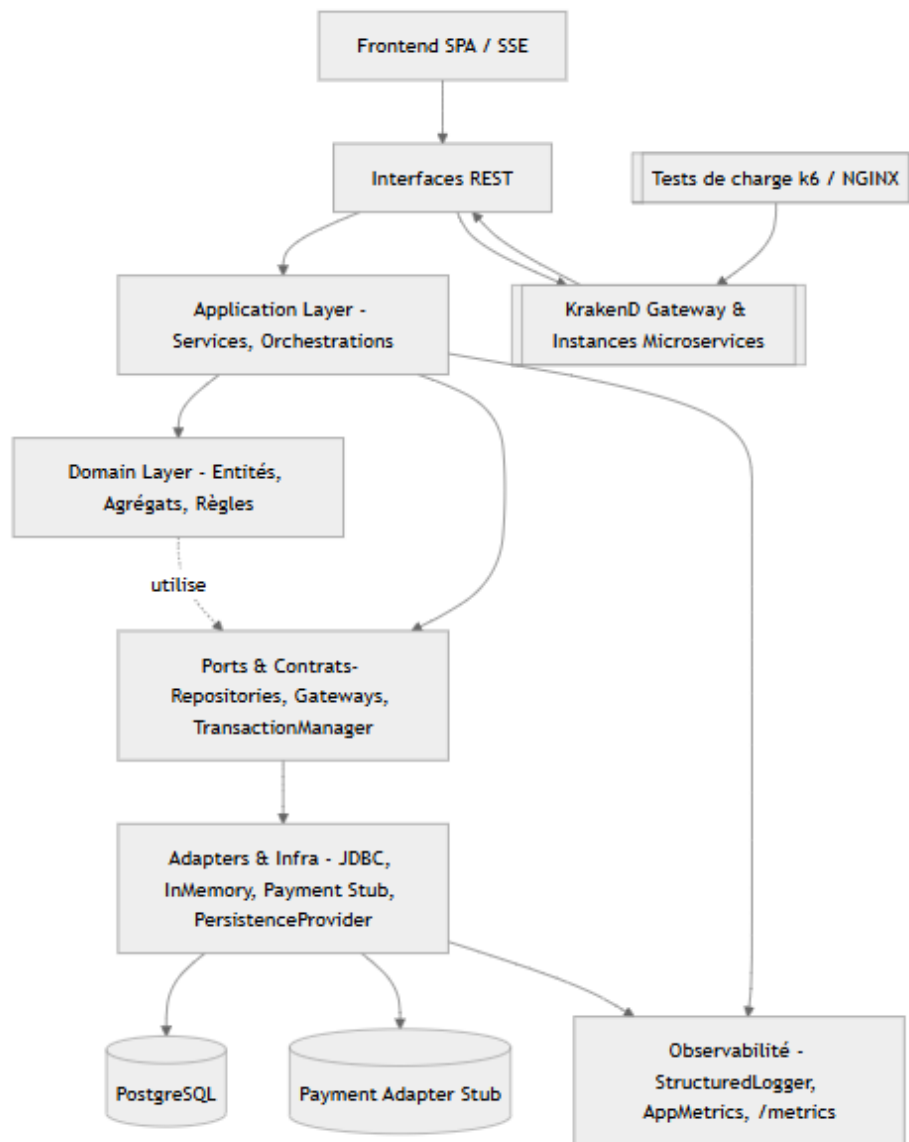 Frontend SPA / SSE
Interfaces REST
Tests de charge k6 / NGINX
Application Layer -
Services, Orchestrations
KrakenD Gateway &
Instances Microservices
Domain Layer - Entités,
Agrégats, Règles
utilise
Ports & Contrats-
Repositories, Gateways,
TransactionManager
Adapters & Infra - JDBC,
InMemory, Payment Stub,
PersistenceProvider
PostgreSQL
Payment Adapter Stub
Observabilité -
StructuredLogger,
AppMetrics, /metrics